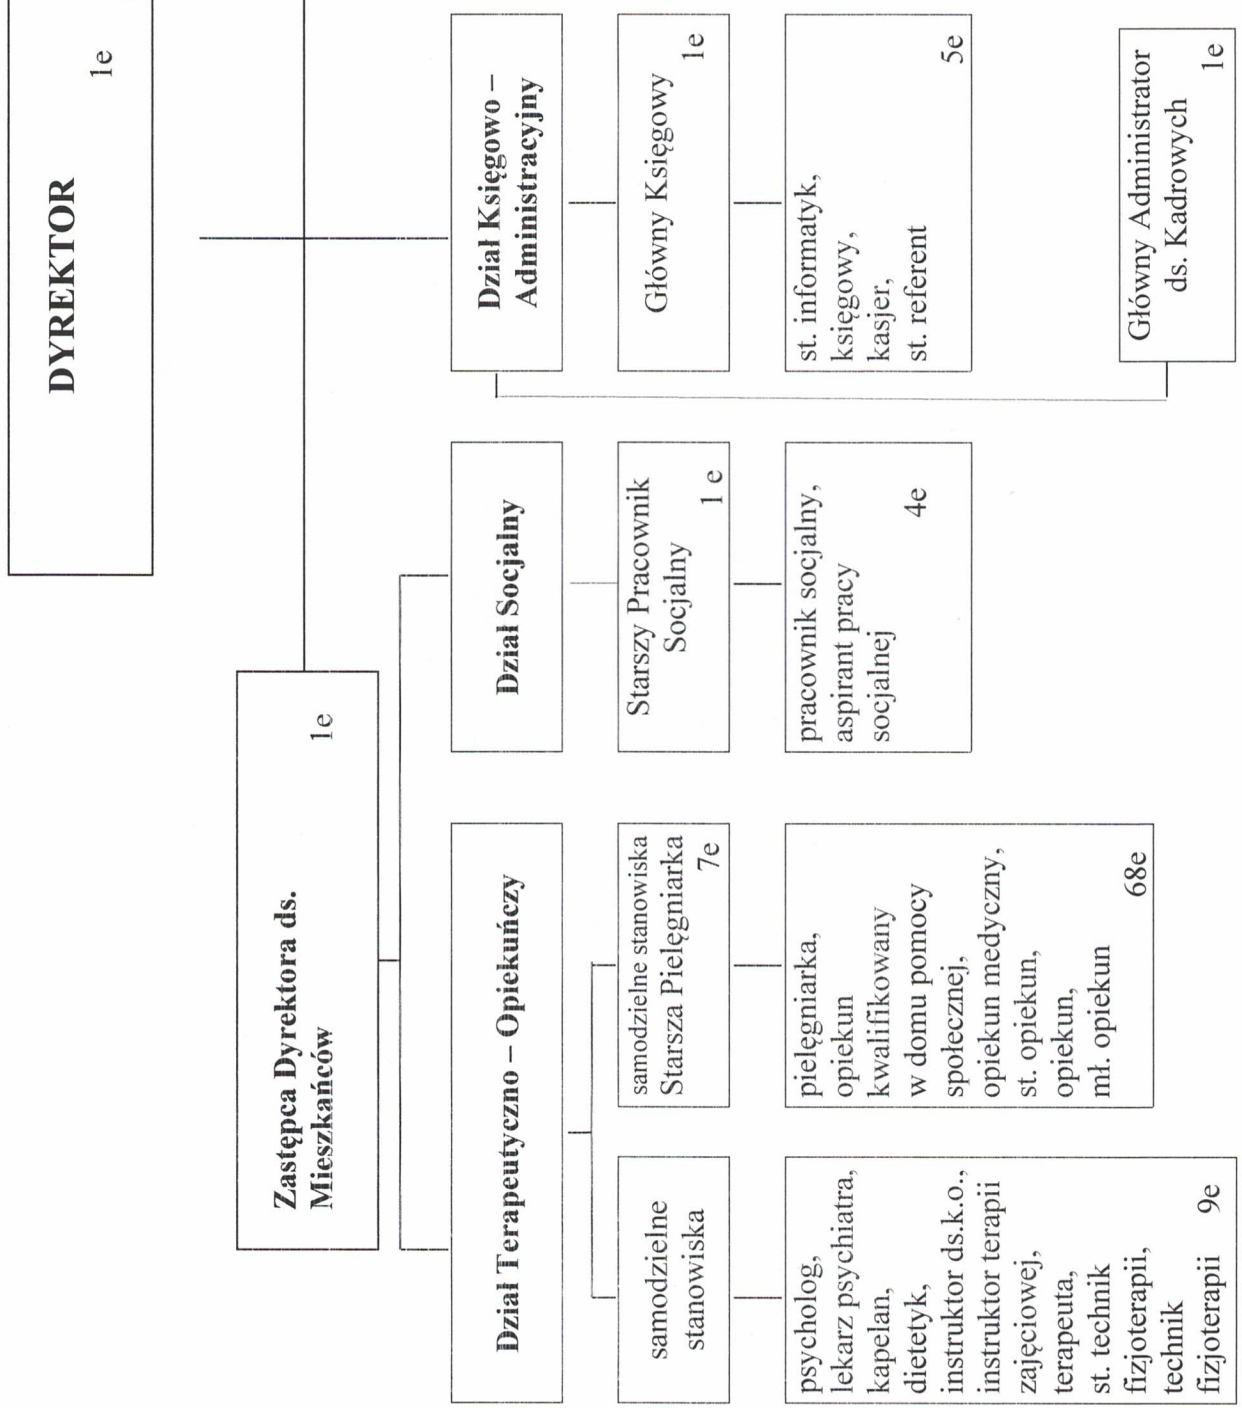 DYREKTOR
1e
Zastępca Dyrektora ds.
Mieszkańców
1e
Dział Terapeutyczno – Opiekuńczy
Dział Socjalny
Dział Księgowo –
Administracyjny
samodzielne
stanowiska
samodzielne stanowiska
Starsza Pielęgniarka
7e
Starszy Pracownik
Socjalny
1 e
Główny Księgowy
1e
psycholog,
lekarz psychiatra,
kapelan,
dietetyk,
instruktor ds.k.o.,
instruktor terapii
zajęciowej,
terapeuta,
st. technik
fizjoterapii,
technik
fizjoterapii
9e
pielęgniarka,
opiekun
kwalifikowany
w domu pomocy
społecznej,
opiekun medyczny,
st. opiekun,
opiekun,
mł. opiekun
68e
pracownik socjalny,
aspirant pracy
socjalnej
4e
st. informatyk,
księgowy,
kasjer,
st. referent
5e
Główny Administrator
ds. Kadrowych
1e